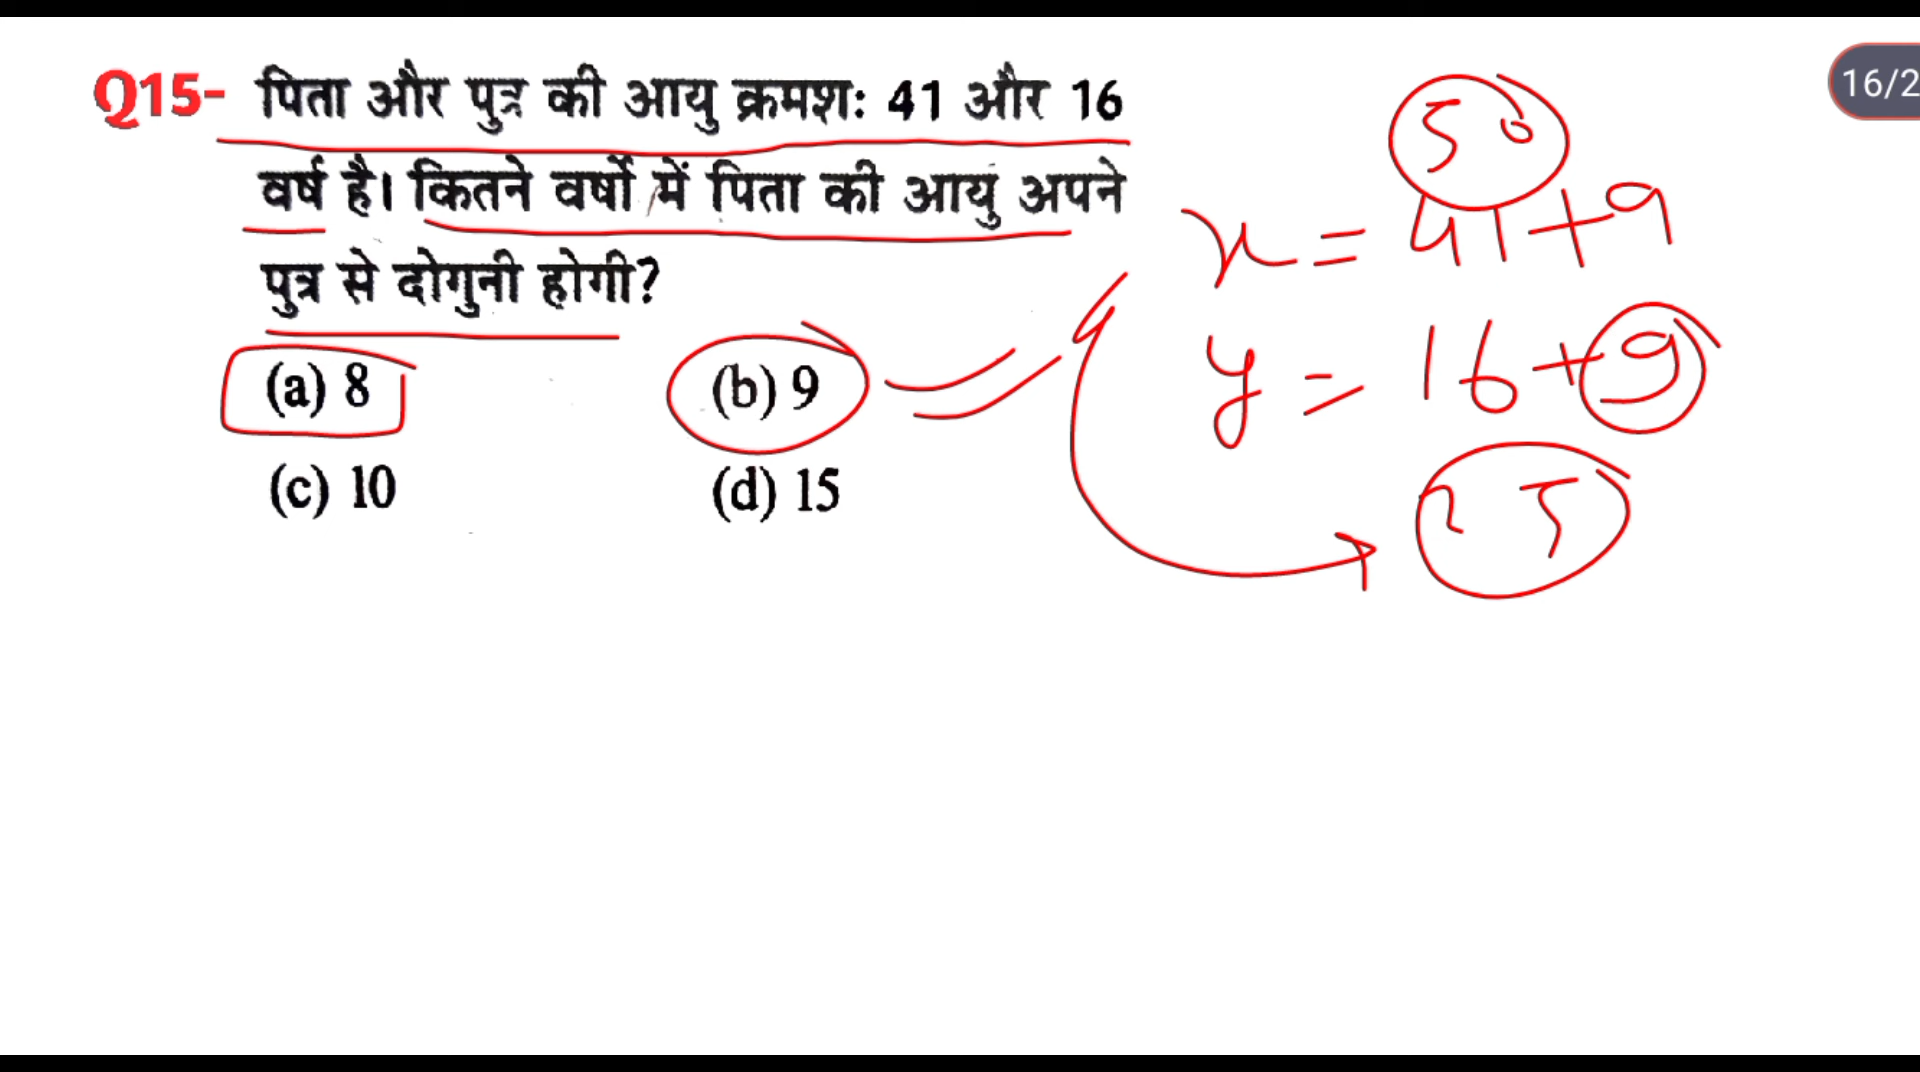 Q15- पिता और पुत्र की आयु क्रमशः 41 और 16
वर्ष है। कितने वर्षों में पिता की आयु अपने
पुत्र से दोगुनी होगी?
(a) 8 (b) 9
(c) 10 (d) 15
50
x = 41+9
y = 16+9
25
16/2